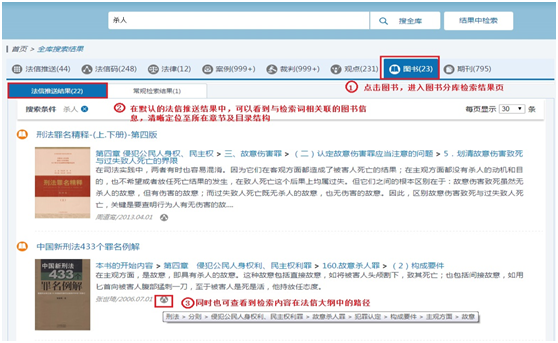 杀人
搜全库
结果中检索
首页 > 全库搜索结果
法信推送(44) 法信码(248) 法律(12) 案例(999+) 裁判(999+) 观点(231) 图书(23) 期刊(795)
1 点击图书，进入图书分库检索结果页
法信推送结果(22) 常规检索结果(1)
搜索条件 杀人
2 在默认的法信推送结果中，可以看到与检索词相关联的图书信
息，清晰定位至所在章节及目录结构
每页显示 30 条
刑法罪名精释-(上.下册)-第四版
第四章 侵犯公民人身权、民主权 > 三、故意伤害罪 > （二）认定故意伤害罪应当注意的问题 > 5．划清故意伤害致死
与过失致人死亡的界限
在司法实践中，两者有时也容易混淆。因为它们在客观方面都造成了被害人死亡的结果；在主观方面都没有杀人的动机和目
的，也不希望或者放任死亡结果的发生，在致人死亡这个后果上均属过失。但它们之间的根本区别在于：故意伤害致死虽然无
杀人的故意，但有伤害的故意；而过失致人死亡既无杀人的故意，也无伤害的故意。因此，区别故意伤害致死与过失致人死
亡，关键是要查明行为人有无伤害的故...
周道鸾/2013.04.01
刑法罪名精释
中国新刑法433个罪名例解
本书的开始内容 > 第四章 侵犯公民人身权利、民主权利罪 > 160.故意杀人罪 > （2）构成要件
在主观方面，是故意，即具有杀人的故意。这种故意包括直接故意，如将被害人头颅割下，致其死亡；也包括间接故意，如用
匕首向被害人腹部猛刺一刀，至于被害人是死是活，他持放任态度。
张世琦/2006.07.01
中国新刑法
433个
罪名例解
3 同时也可查看到检索内容在法信大纲中的路径
刑法 > 分则 > 侵犯公民人身权利、民主权利罪 > 故意杀人罪 > 犯罪认定 > 构成要件 > 主观方面 > 故意